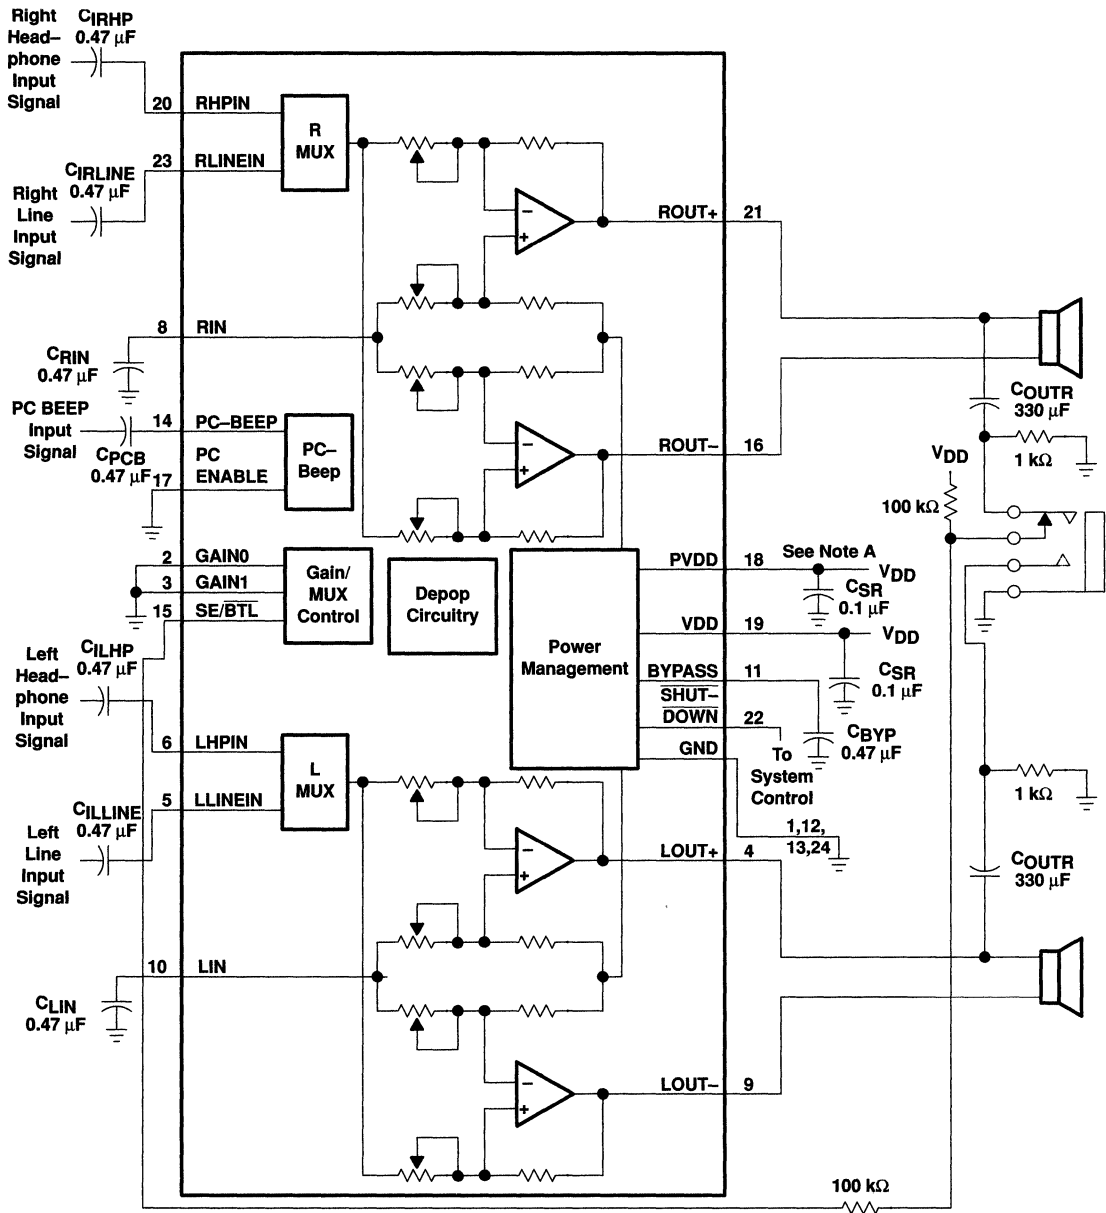 Right
Head–
phone
Input
Signal
CIRHP
0.47 µF
20
RHPIN
R
MUX
23
RLINEIN
CIRLINE
0.47 µF
Right
Line
Input
Signal
–
+
ROUT+
21
8
RIN
CRIN
0.47 µF
PC BEEP
Input
Signal
14
PC–BEEP
CPCB
0.47 µF
17
PC
ENABLE
PC–
Beep
–
+
ROUT–
16
COUTR
330 µF
1 kΩ
VDD
100 kΩ
2
GAIN0
3
GAIN1
15
SE/BTL
Gain/
MUX
Control
Depop
Circuitry
Power
Management
PVDD
18
See Note A
VDD
CSR
0.1 µF
VDD
19
VDD
CSR
0.1 µF
BYPASS
11
SHUT–
DOWN
22
CBYP
0.47 µF
GND
To
System
Control
1,12,
13,24
Left
Head–
phone
Input
Signal
CILHP
0.47 µF
6
LHPIN
L
MUX
5
LLINEIN
CILLINE
0.47 µF
Left
Line
Input
Signal
–
+
LOUT+
4
1 kΩ
COUTR
330 µF
10
LIN
CLIN
0.47 µF
–
+
LOUT–
9
100 kΩ